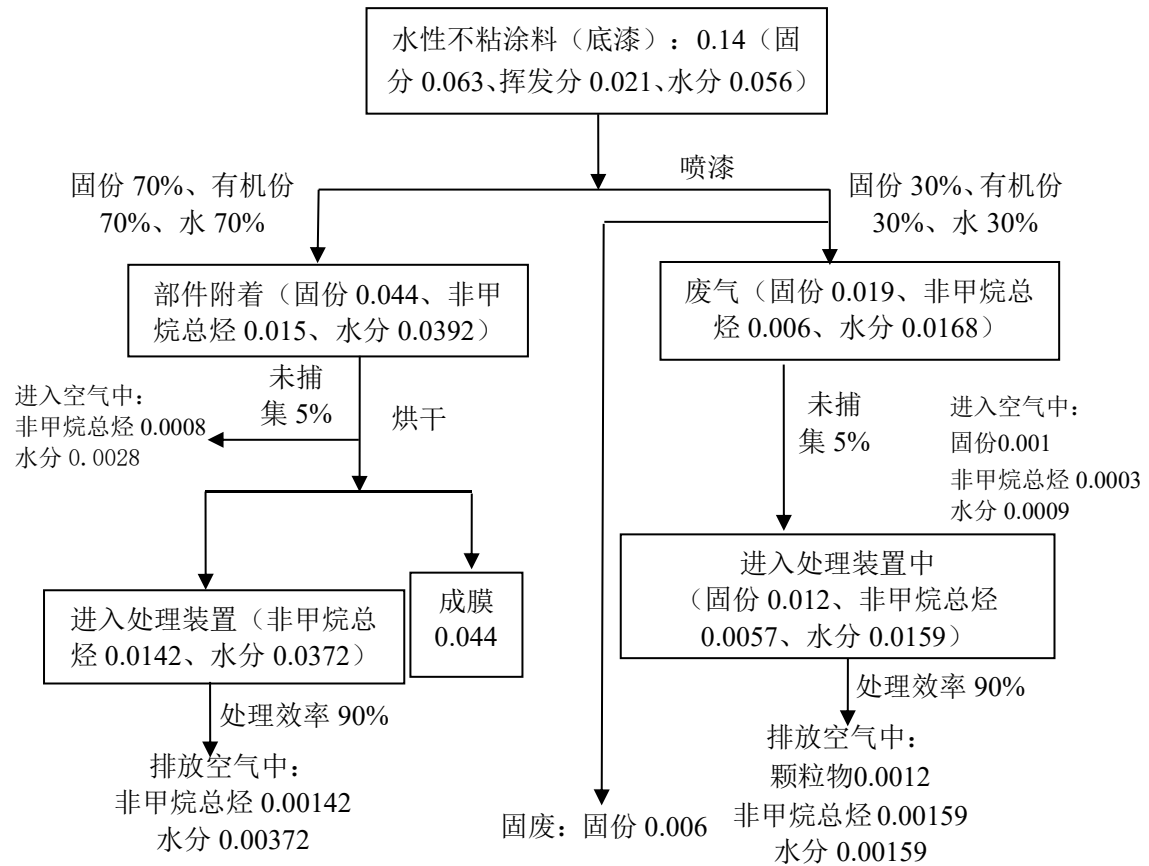 水性不粘涂料（底漆）：0.14（固
分 0.063、挥发分 0.021、水分 0.056）
喷漆
固份 70%、有机份
70%、水 70%
固份 30%、有机份
30%、水 30%
部件附着（固份 0.044、非甲
烷总烃 0.015、水分 0.0392）
废气（固份 0.019、非甲烷总
烃 0.006、水分 0.0168）
进入空气中：
非甲烷总烃 0.0008
水分 0.0028
未捕
集 5%
烘干
未捕
集 5%
进入空气中：
固份0.001
非甲烷总烃 0.0003
水分 0.0009
进入处理装置（非甲烷总
烃 0.0142、水分 0.0372）
成膜
0.044
进入处理装置中
（固份 0.012、非甲烷总烃
0.0057、水分 0.0159）
处理效率 90%
处理效率 90%
排放空气中：
非甲烷总烃 0.00142
水分 0.00372
固废：固份 0.006
排放空气中：
颗粒物0.0012
非甲烷总烃 0.00159
水分 0.00159